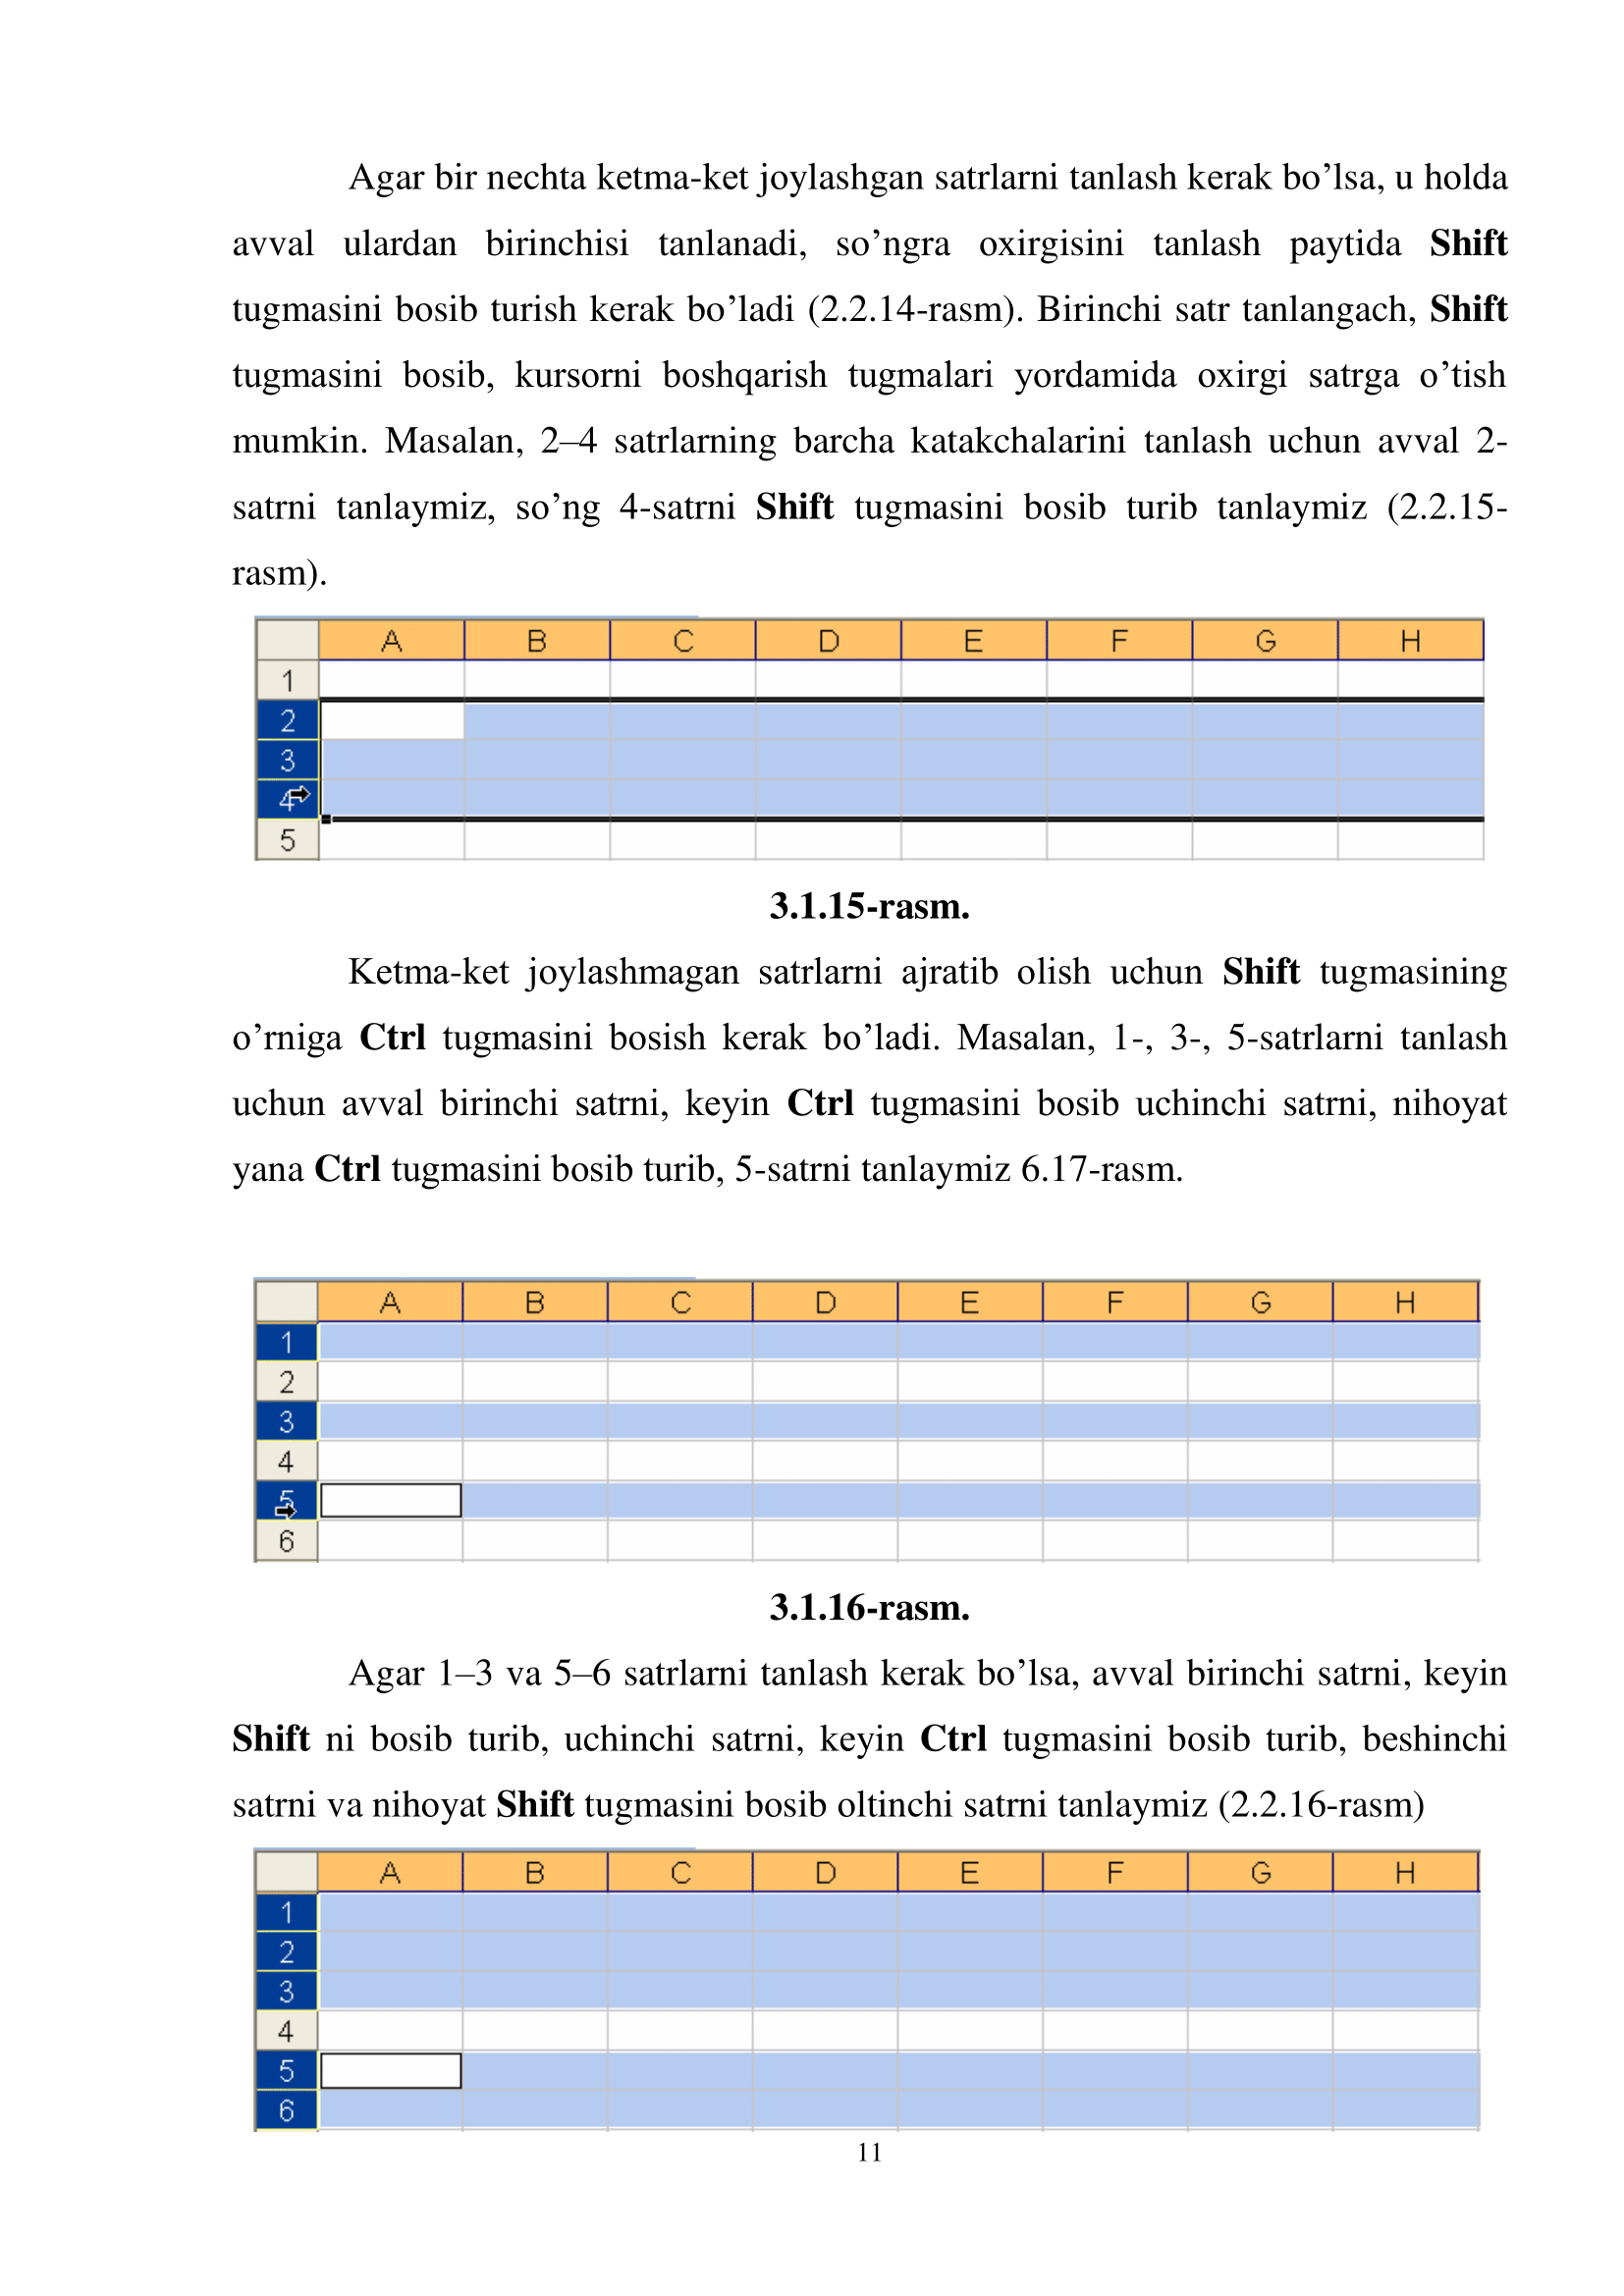 Agar bir nechta ketma-ket joylashgan satrlarni tanlash kerak bo’lsa, u holda
avval ulardan birinchisi tanlanadi, so’ngra oxirgisini tanlash paytida Shift
tugmasini bosib turish kerak bo’ladi (2.2.14-rasm). Birinchi satr tanlangach, Shift
tugmasini bosib, kursorni boshqarish tugmalari yordamida oxirgi satrga o’tish
mumkin. Masalan, 2–4 satrlarning barcha katakchalarini tanlash uchun avval 2-
satrni tanlaymiz, so’ng 4-satrni Shift tugmasini bosib turib tanlaymiz (2.2.15-
rasm).
A B C D E F G H
1
2
3
4
5
3.1.15-rasm.
Ketma-ket joylashmagan satrlarni ajratib olish uchun Shift tugmasining
o’rniga Ctrl tugmasini bosish kerak bo’ladi. Masalan, 1-, 3-, 5-satrlarni tanlash
uchun avval birinchi satrni, keyin Ctrl tugmasini bosib uchinchi satrni, nihoyat
yana Ctrl tugmasini bosib turib, 5-satrni tanlaymiz 6.17-rasm.
A B C D E F G H
1
2
3
4
5
6
3.1.16-rasm.
Agar 1–3 va 5–6 satrlarni tanlash kerak bo’lsa, avval birinchi satrni, keyin
Shift ni bosib turib, uchinchi satrni, keyin Ctrl tugmasini bosib turib, beshinchi
satrni va nihoyat Shift tugmasini bosib oltinchi satrni tanlaymiz (2.2.16-rasm)
A B C D E F G H
1
2
3
4
5
6
11